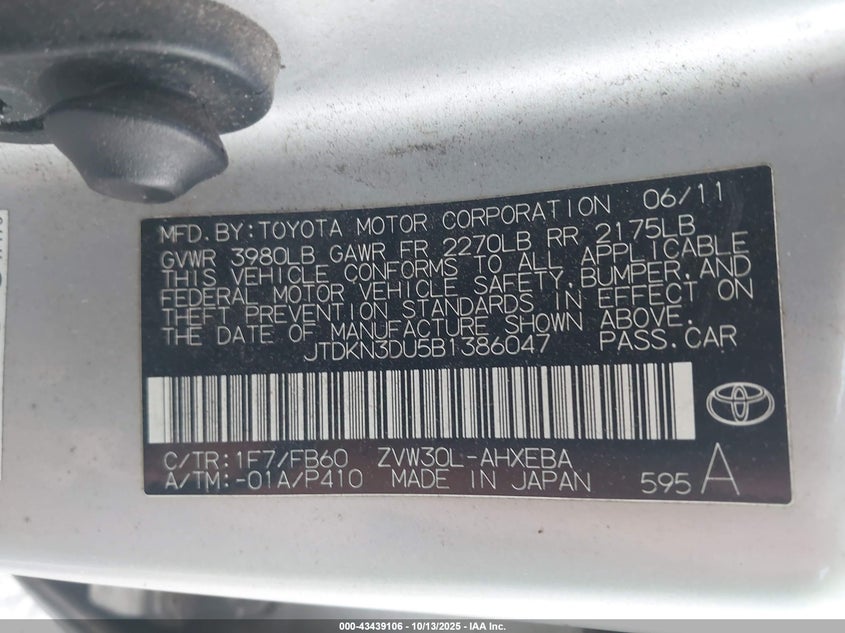 MFD. BY: TOYOTA MOTOR CORPORATION 06/11
GVWR 3980LB GAWR FR 2270LB RR 2175LB
THIS VEHICLE CONFORMS TO ALL APPLICABLE
FEDERAL MOTOR VEHICLE SAFETY, BUMPER, AND
THEFT PREVENTION STANDARDS IN EFFECT ON
THE DATE OF MANUFACTURE SHOWN ABOVE.
JTDKN3DU5B1386047 PASS. CAR
C/TR: 1F7/FB60 ZVW30L-AHXEBA
A/TM: -01A/P410 MADE IN JAPAN 595 A
000-43439106 - 10/13/2025 - IAA Inc.